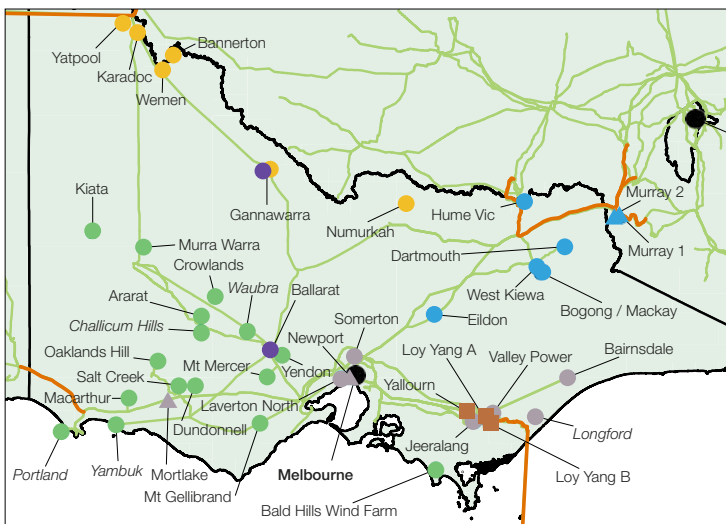 Bannerton
Yatpool
Karadoc
Wemen
Kiata
Gannawarra
Numurkah
Hume Vic
Murray 2
Murray 1
Dartmouth
Murra Warra
Crowlands
Waubra
Ballarat
West Kiewa
Bogong / Mackay
Ararat
Challicum Hills
Newport
Somerton
Eildon
Oaklands Hill
Mt Mercer
Yendon
Loy Yang A
Valley Power
Bairnsdale
Salt Creek
Macarthur
Laverton North
Yallourn
Dundonnell
Jeeralang
Longford
Portland
Yambuk
Mortlake
Melbourne
Loy Yang B
Mt Gellibrand
Bald Hills Wind Farm